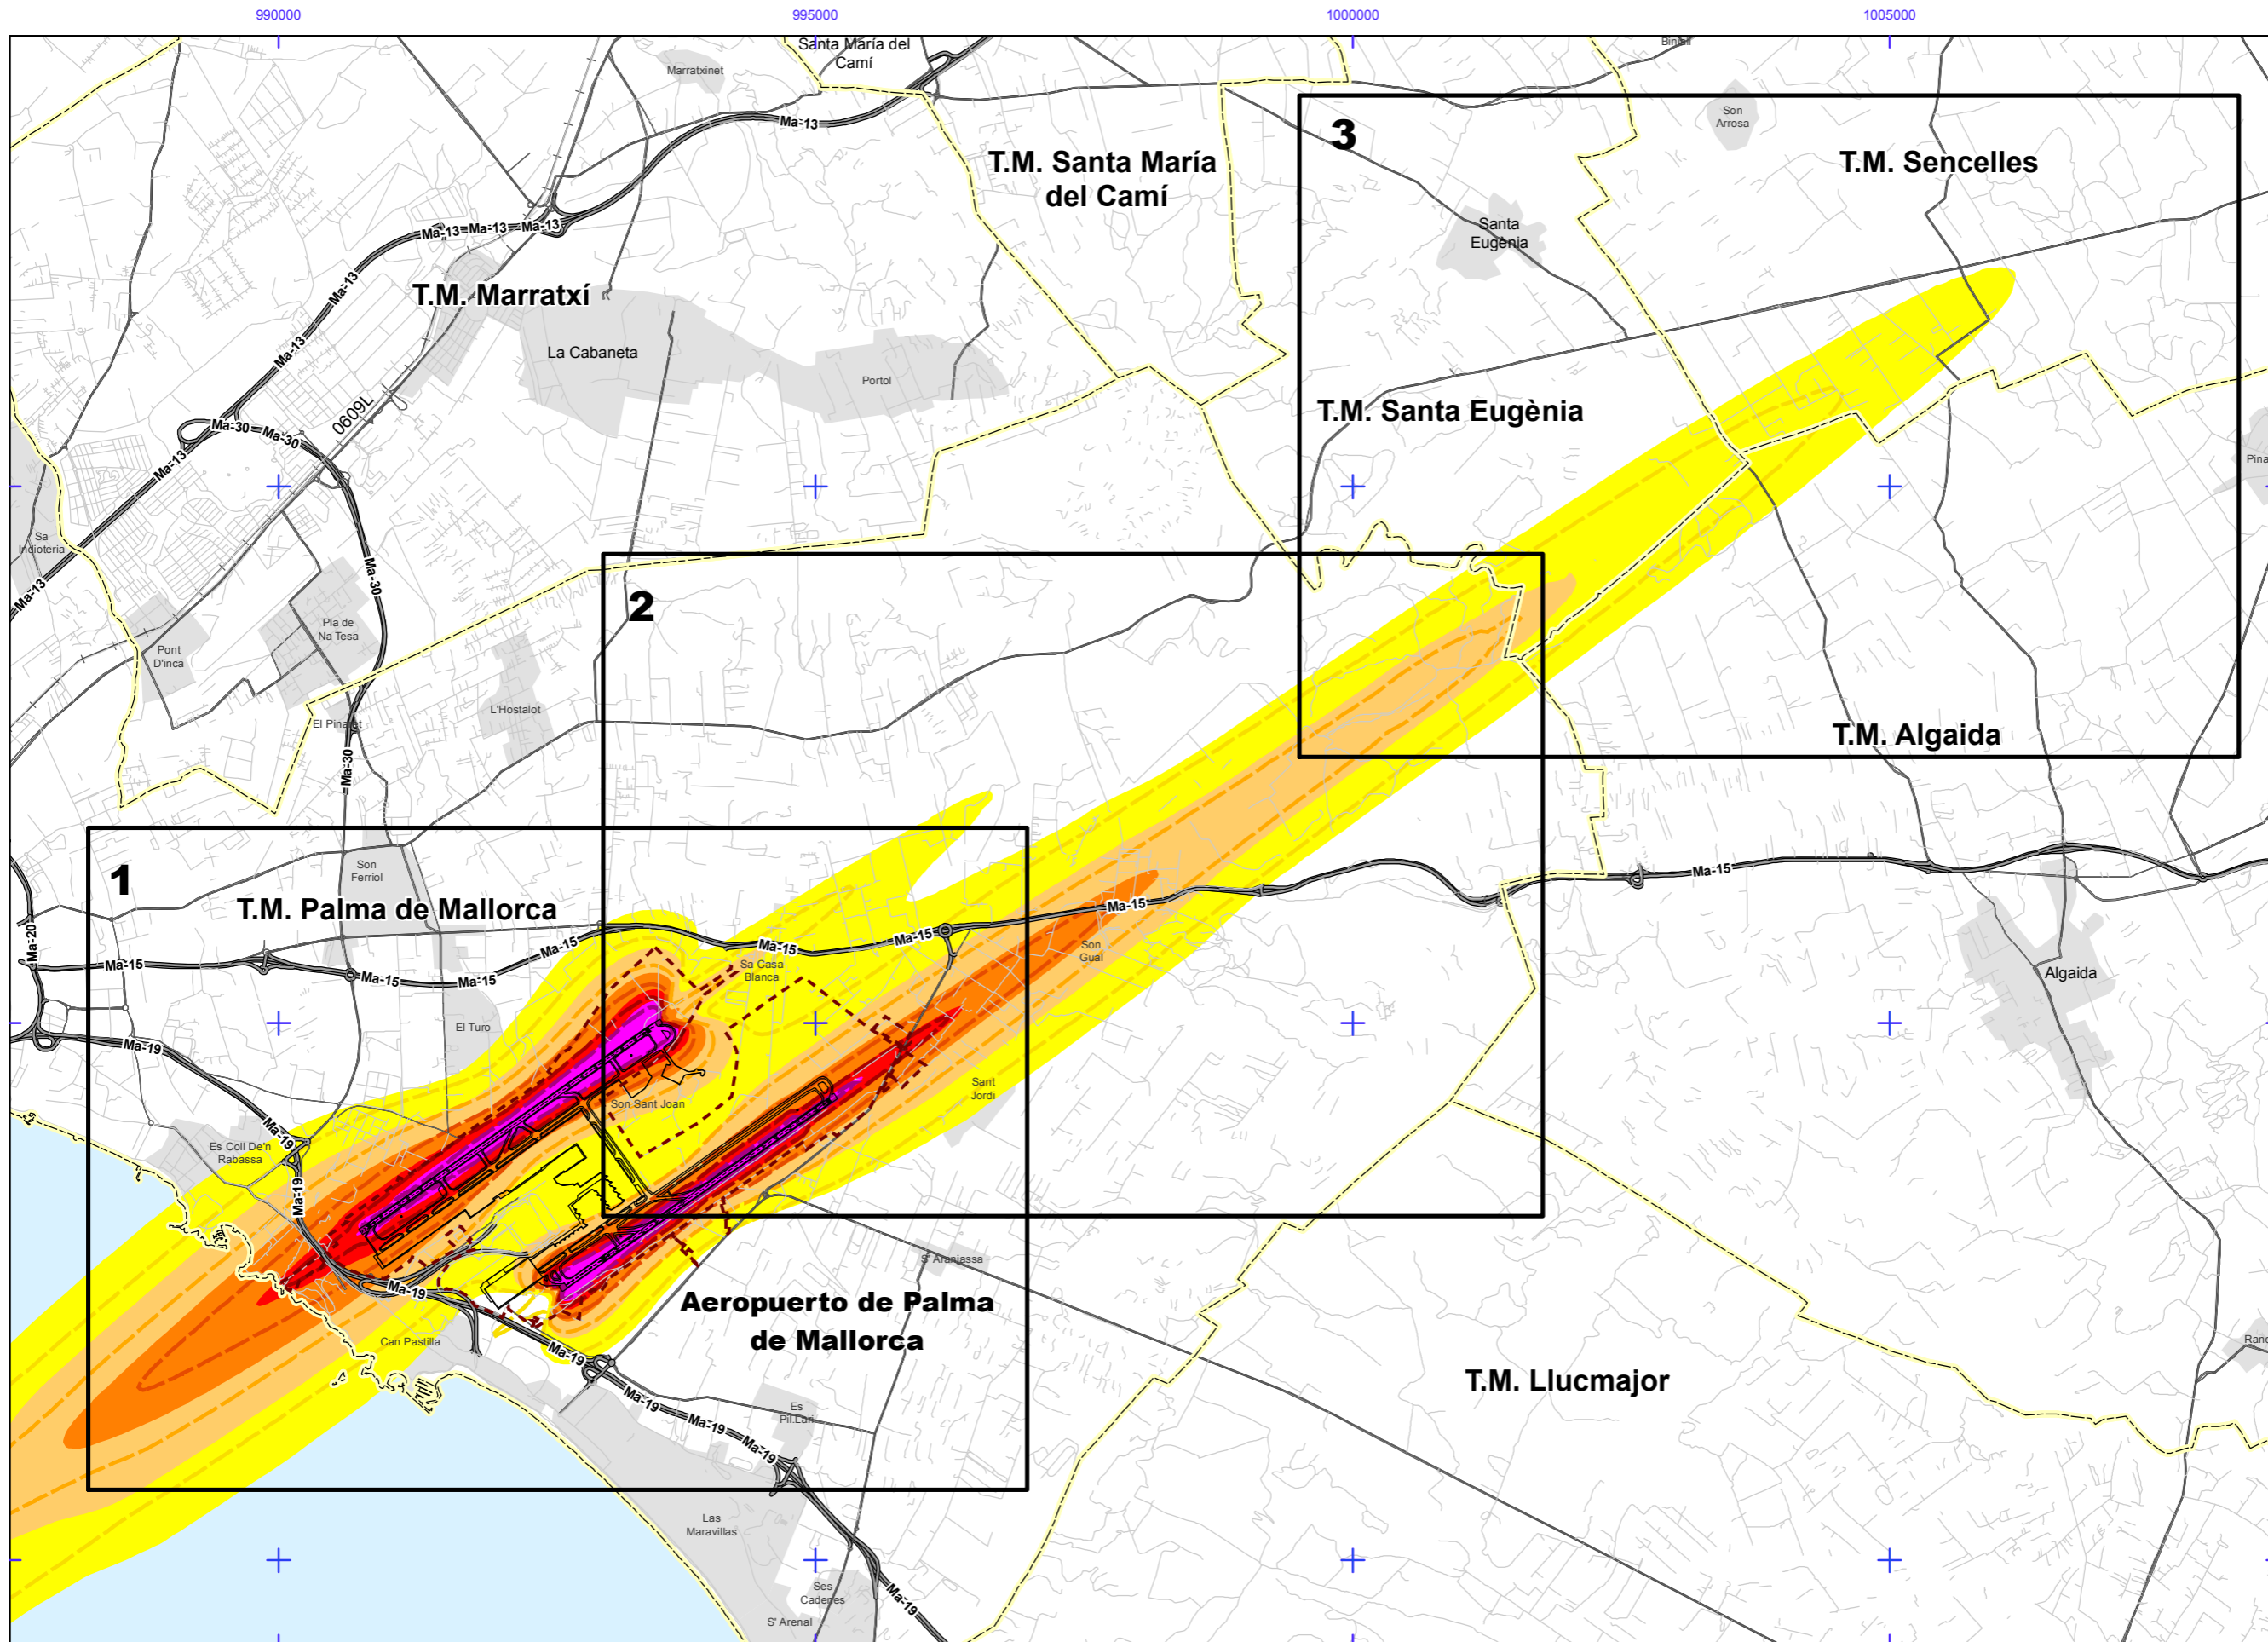 990000
995000
1000000
1005000
Santa María del
Camí
Marratxinet
Biniali
Ma-13
Son
Arrosa
3
T.M. Santa María
del Camí
T.M. Sencelles
Santa
Eugènia
Ma-13
Ma-13
Ma-13
Ma-13
T.M. Marratxí
Ma-13
La Cabaneta
Portol
T.M. Santa Eugènia
0609L
Ma-30
Ma-30
Ma-13
Pina
Sa
Indioteria
Ma-13
Ma-30
2
Pla de
Na Tesa
Pont
D'inca
L'Hostalot
El Pinaret
Ma-30
T.M. Algaida
1
Son
Ferriol
T.M. Palma de Mallorca
Ma-15
Ma-15
Ma-20
Ma-15
Ma-15
Ma-15
Ma-15
Ma-15
Ma-15
Son
Gual
Sa Casa
Blanca
Algaida
El Turo
Ma-19
Sant
Jordi
Son Sant Joan
Es Coll De'n
Rabassa
Ma-19
Ma-19
S' Aranjassa
Ma-19
Aeropuerto de Palma
de Mallorca
Can Pastilla
Ma-19
T.M. Llucmajor
Ma-19
Es
Pil.Lari
Ma-19
Ma-19
Las
Maravillas
Ses
Cadenes
Ma-19
S' Arenal